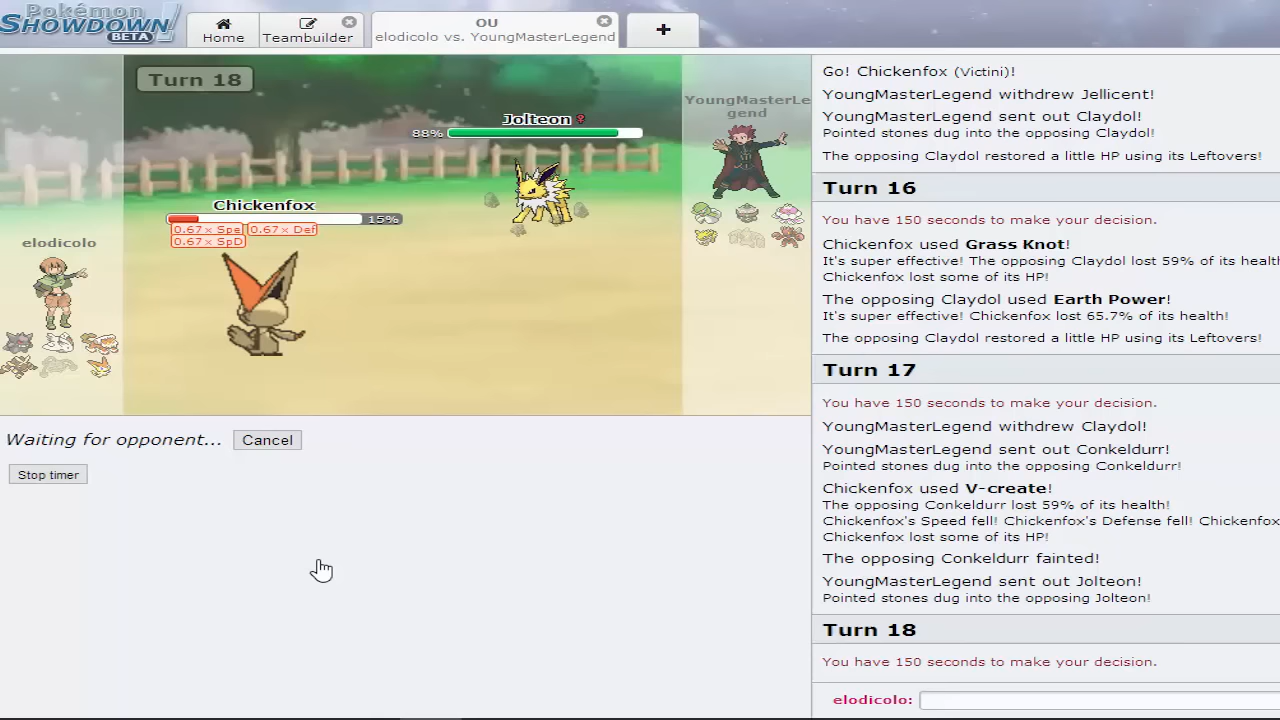 Pokémon
SHOWDOWN!
BETA
Home
Teambuilder
OU
elodicolo vs. YoungMasterLegend
+
Turn 18
Jolteon ♀
88%
Chickenfox
15%
0.67× Spe 0.67× Def
0.67× SpD
elodicolo
YoungMasterLe
gend
Waiting for opponent... Cancel
Stop timer
Go! Chickenfox (Victini)!
YoungMasterLegend withdrew Jellicent!
YoungMasterLegend sent out Claydol!
Pointed stones dug into the opposing Claydol!
The opposing Claydol restored a little HP using its Leftovers!
Turn 16
You have 150 seconds to make your decision.
Chickenfox used Grass Knot!
It's super effective! The opposing Claydol lost 59% of its health
Chickenfox lost some of its HP!
The opposing Claydol used Earth Power!
It's super effective! Chickenfox lost 65.7% of its health!
The opposing Claydol restored a little HP using its Leftovers!
Turn 17
You have 150 seconds to make your decision.
YoungMasterLegend withdrew Claydol!
YoungMasterLegend sent out Conkeldurr!
Pointed stones dug into the opposing Conkeldurr!
Chickenfox used V-create!
The opposing Conkeldurr lost 59% of its health!
Chickenfox's Speed fell! Chickenfox's Defense fell! Chickenfox
Chickenfox lost some of its HP!
The opposing Conkeldurr fainted!
YoungMasterLegend sent out Jolteon!
Pointed stones dug into the opposing Jolteon!
Turn 18
You have 150 seconds to make your decision.
elodicolo: